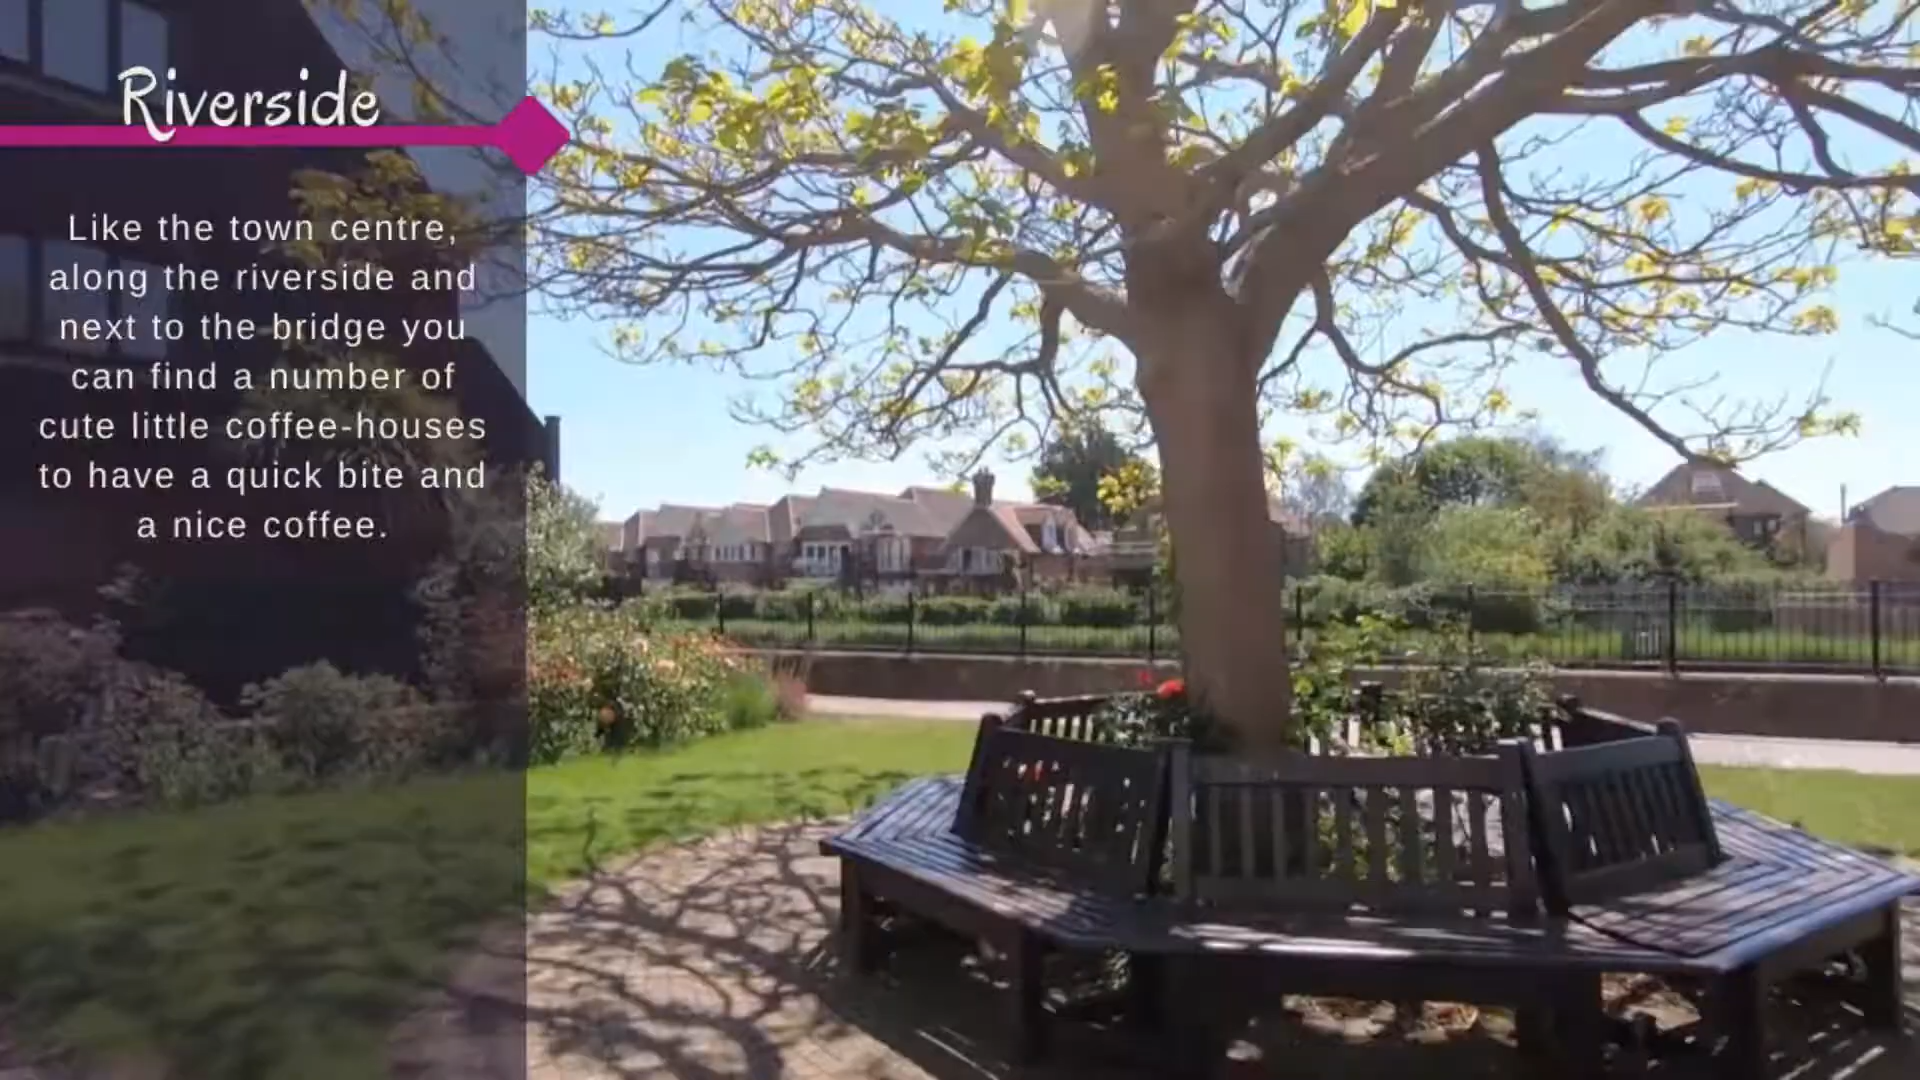 Riverside
Like the town centre,
along the riverside and
next to the bridge you
can find a number of
cute little coffee-houses
to have a quick bite and
a nice coffee.